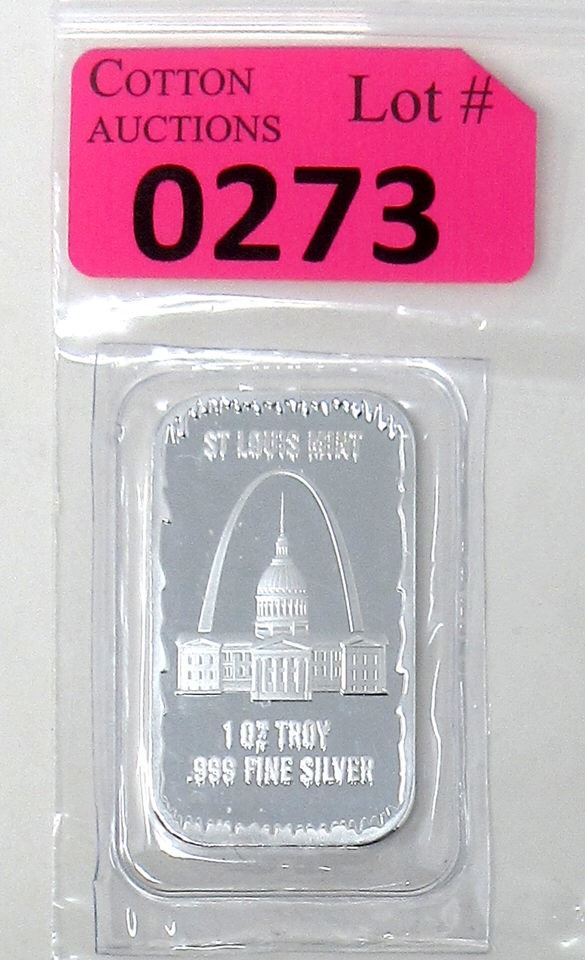 COTTON
AUCTIONS
Lot #
0273
ST LOUIS MINT
1 OZ TROY
.999 FINE SILVER